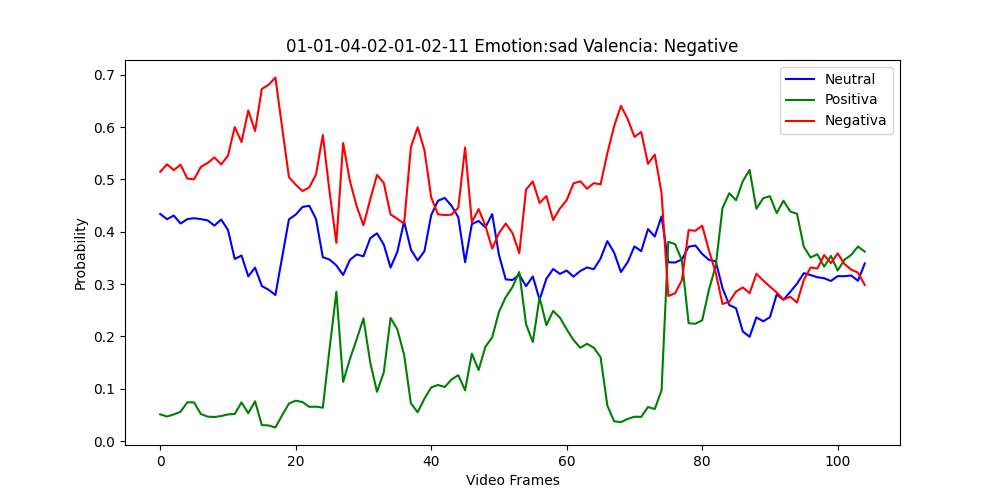 01-01-04-02-01-02-11 Emotion:sad Valencia: Negative
Neutral
Positiva
Negativa
0.7
0.6
0.5
0.4
0.3
0.2
0.1
0.0
Probability
0 20 40 60 80 100
Video Frames